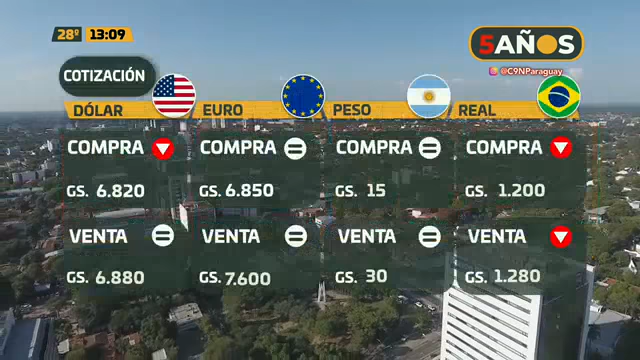 28º 13:09
5AÑOS
@C9NParaguay
COTIZACIÓN
DÓLAR EURO PESO REAL
COMPRA COMPRA COMPRA COMPRA
GS. 6.820 GS. 6.850 GS. 15 GS. 1.200
VENTA VENTA VENTA VENTA
GS. 6.880 GS. 7.600 GS. 30 GS. 1.280